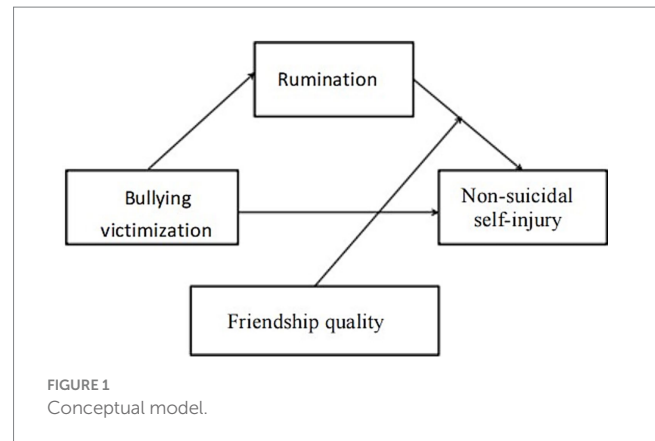 Rumination
Bullying
victimization
Non-suicidal
self-injury
Friendship quality
FIGURE 1
Conceptual model.